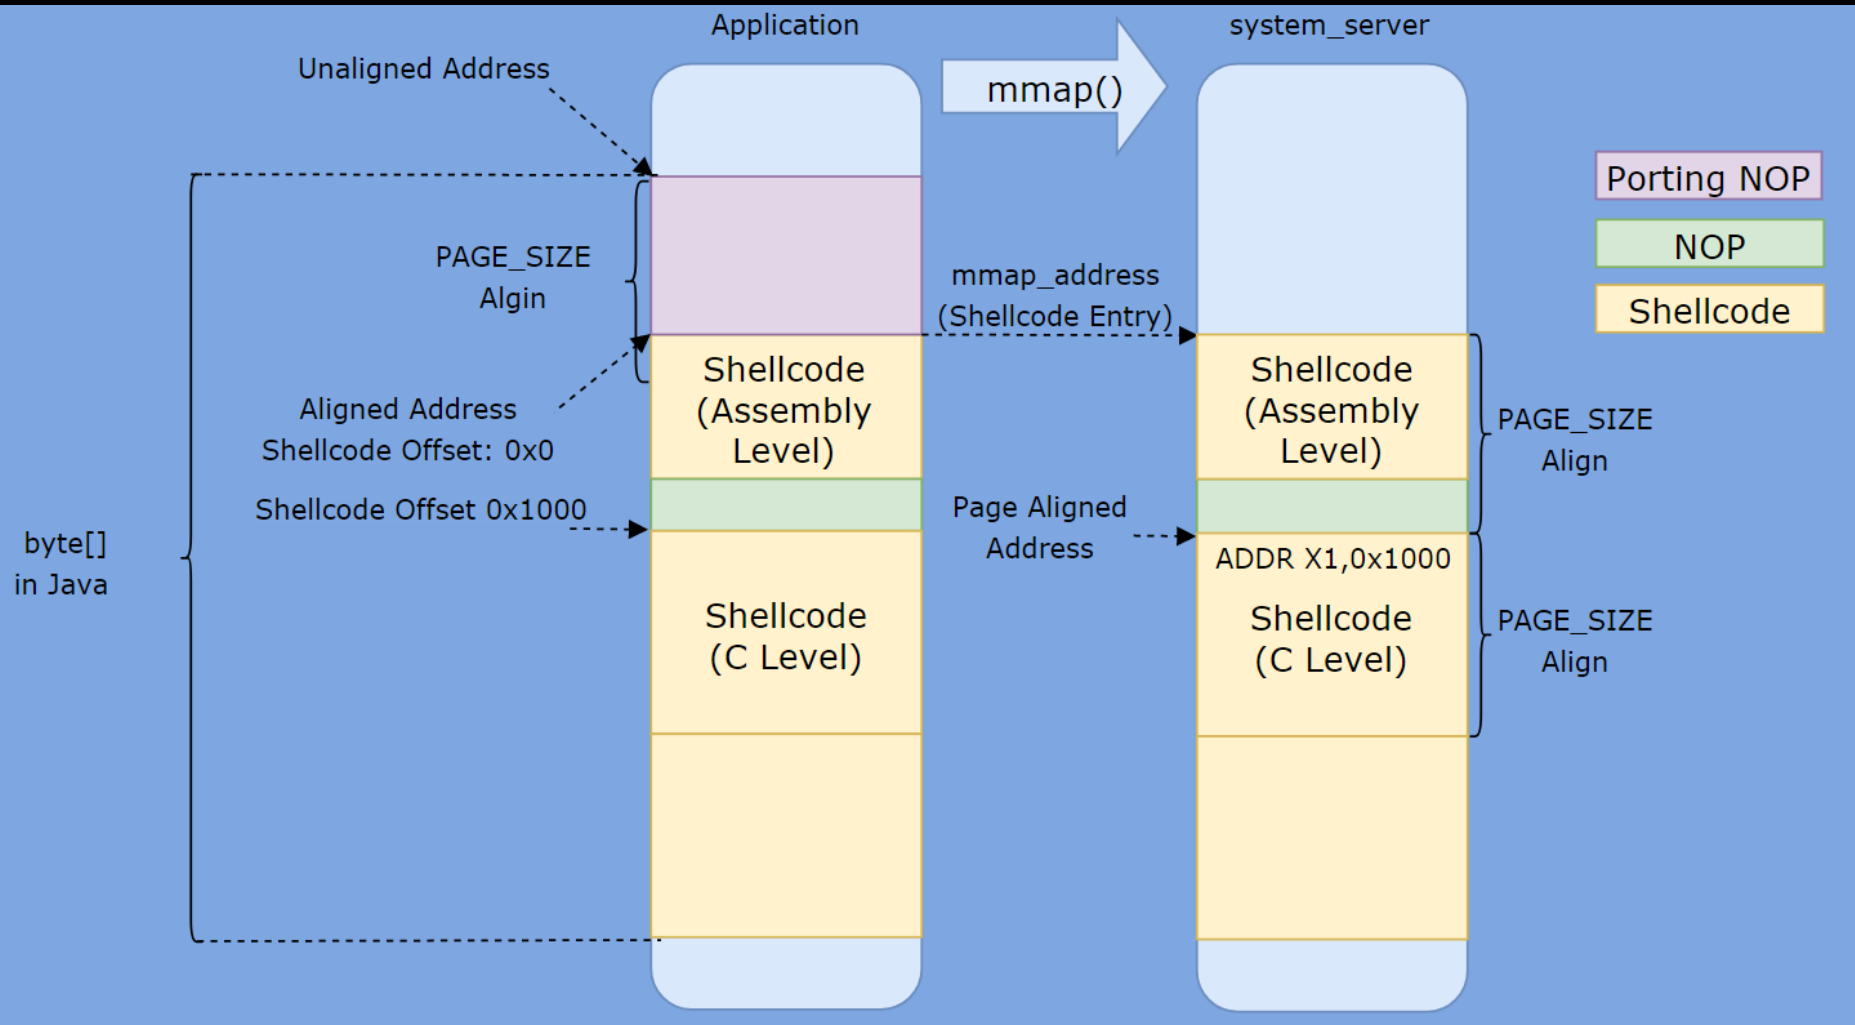 Application
system_server
Unaligned Address
mmap()
Porting NOP
NOP
Shellcode
PAGE_SIZE
Algin
mmap_address
(Shellcode Entry)
Shellcode
(Assembly
Level)
Shellcode
(Assembly
Level)
Aligned Address
Shellcode Offset: 0x0
PAGE_SIZE
Align
Shellcode Offset 0x1000
Page Aligned
Address
byte[]
in Java
ADDR X1,0x1000
Shellcode
(C Level)
Shellcode
(C Level)
PAGE_SIZE
Align